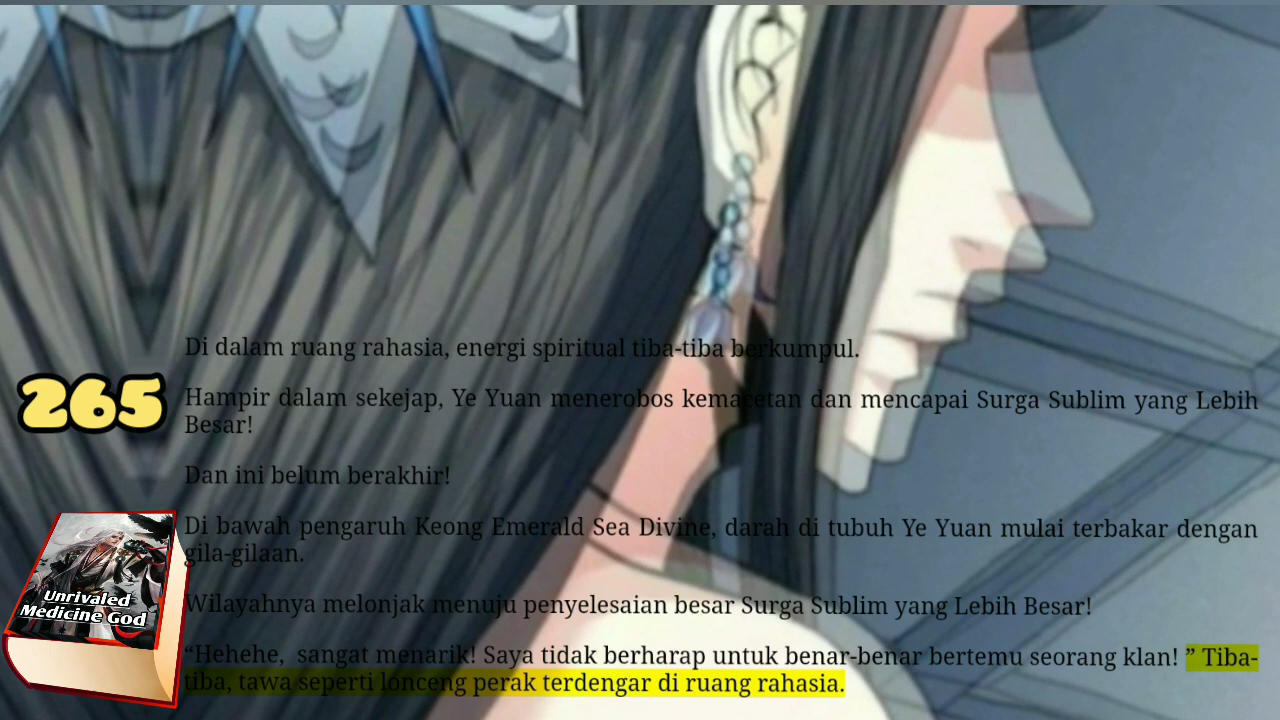 Di dalam ruang rahasia, energi spiritual tiba-tiba berkumpul.
265
Hampir dalam sekejap, Ye Yuan menerobos kemacetan dan mencapai Surga Sublim yang Lebih
Besar!
Dan ini belum berakhir!
Di bawah pengaruh Keong Emerald Sea Divine, darah di tubuh Ye Yuan mulai terbakar dengan
gila-gilaan.
Unrivaled
Medicine God
Wilayahnya melonjak menuju penyelesaian besar Surga Sublim yang Lebih Besar!
“Hehehe, sangat menarik! Saya tidak berharap untuk benar-benar bertemu seorang klan! ” Tiba-
tiba, tawa seperti lonceng perak terdengar di ruang rahasia.